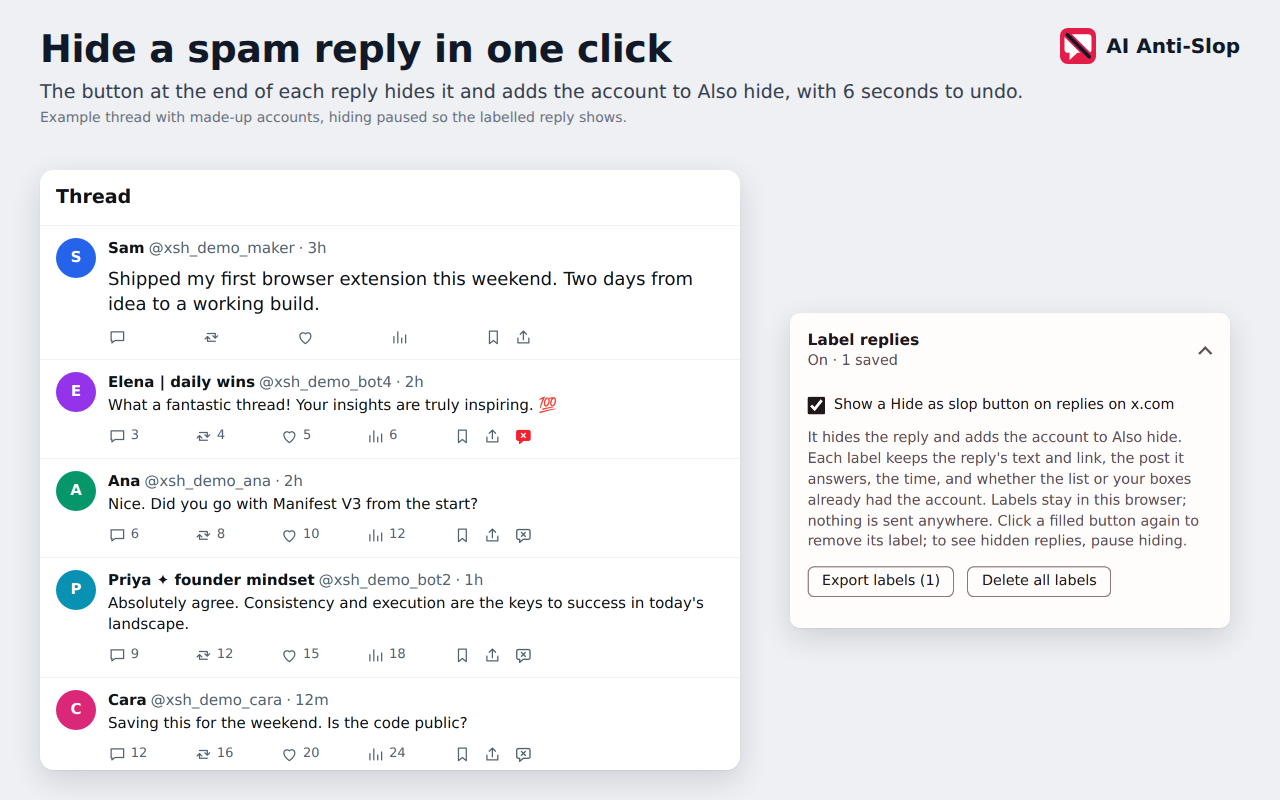 Hide a spam reply in one click
AI Anti-Slop
The button at the end of each reply hides it and adds the account to Also hide, with 6 seconds to undo.
Example thread with made-up accounts, hiding paused so the labelled reply shows.
Thread
S
Sam @xsh_demo_maker · 3h
Shipped my first browser extension this weekend. Two days from
idea to a working build.
E
Elena | daily wins @xsh_demo_bot4 · 2h
What a fantastic thread! Your insights are truly inspiring. 💯
3 4 5 6
A
Ana @xsh_demo_ana · 2h
Nice. Did you go with Manifest V3 from the start?
6 8 10 12
P
Priya ✦ founder mindset @xsh_demo_bot2 · 1h
Absolutely agree. Consistency and execution are the keys to success in today's
landscape.
9 12 15 18
C
Cara @xsh_demo_cara · 12m
Saving this for the weekend. Is the code public?
12 16 20 24
Label replies
On · 1 saved
Show a Hide as slop button on replies on x.com
It hides the reply and adds the account to Also hide.
Each label keeps the reply's text and link, the post it
answers, the time, and whether the list or your boxes
already had the account. Labels stay in this browser;
nothing is sent anywhere. Click a filled button again to
remove its label; to see hidden replies, pause hiding.
Export labels (1)
Delete all labels